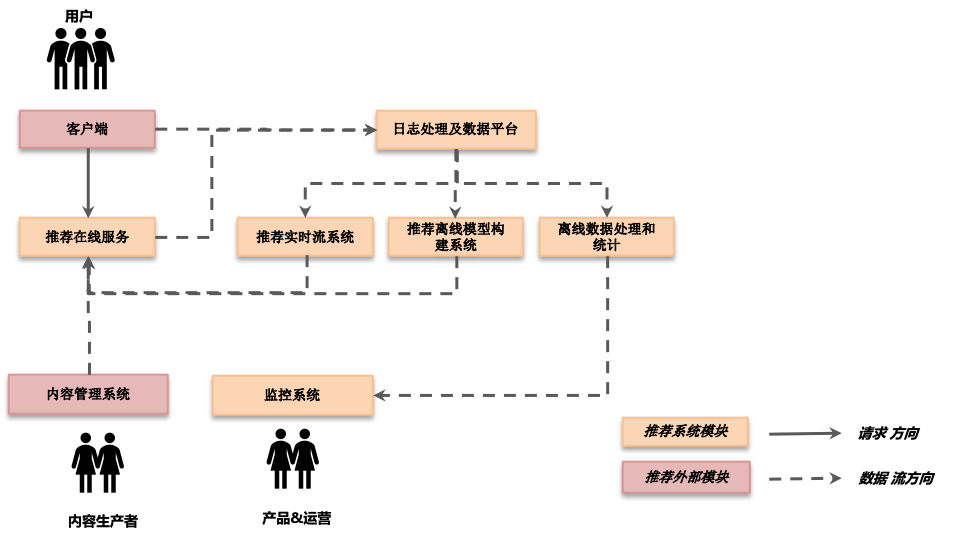 用户
客户端
日志处理及数据平台
推荐在线服务
推荐实时流系统
推荐离线模型构
建系统
离线数据处理和
统计
内容管理系统
监控系统
推荐系统模块
请求 方向
推荐外部模块
数据 流方向
内容生产者
产品&运营